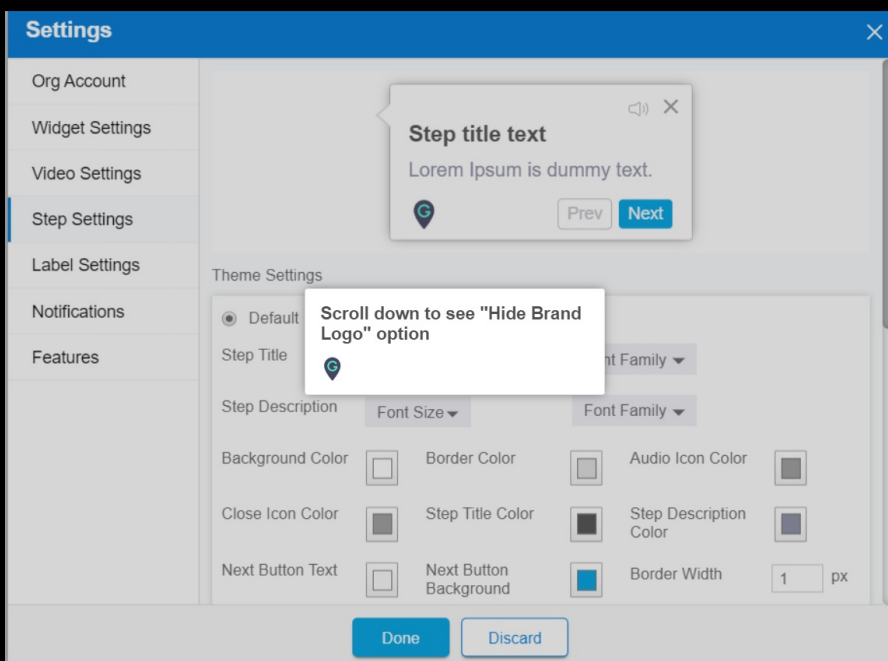 Settings
Org Account
Widget Settings
Video Settings
Step Settings
Label Settings
Notifications
Features
Step title text
Lorem Ipsum is dummy text.
G
Prev Next
Theme Settings
Default
Scroll down to see "Hide Brand
Logo" option
G
Step Title Family
Step Description Font Size Font Family
Background Color Border Color Audio Icon Color
Close Icon Color Step Title Color Step Description
Color
Next Button Text Next Button
Background Border Width 1 px
Done Discard